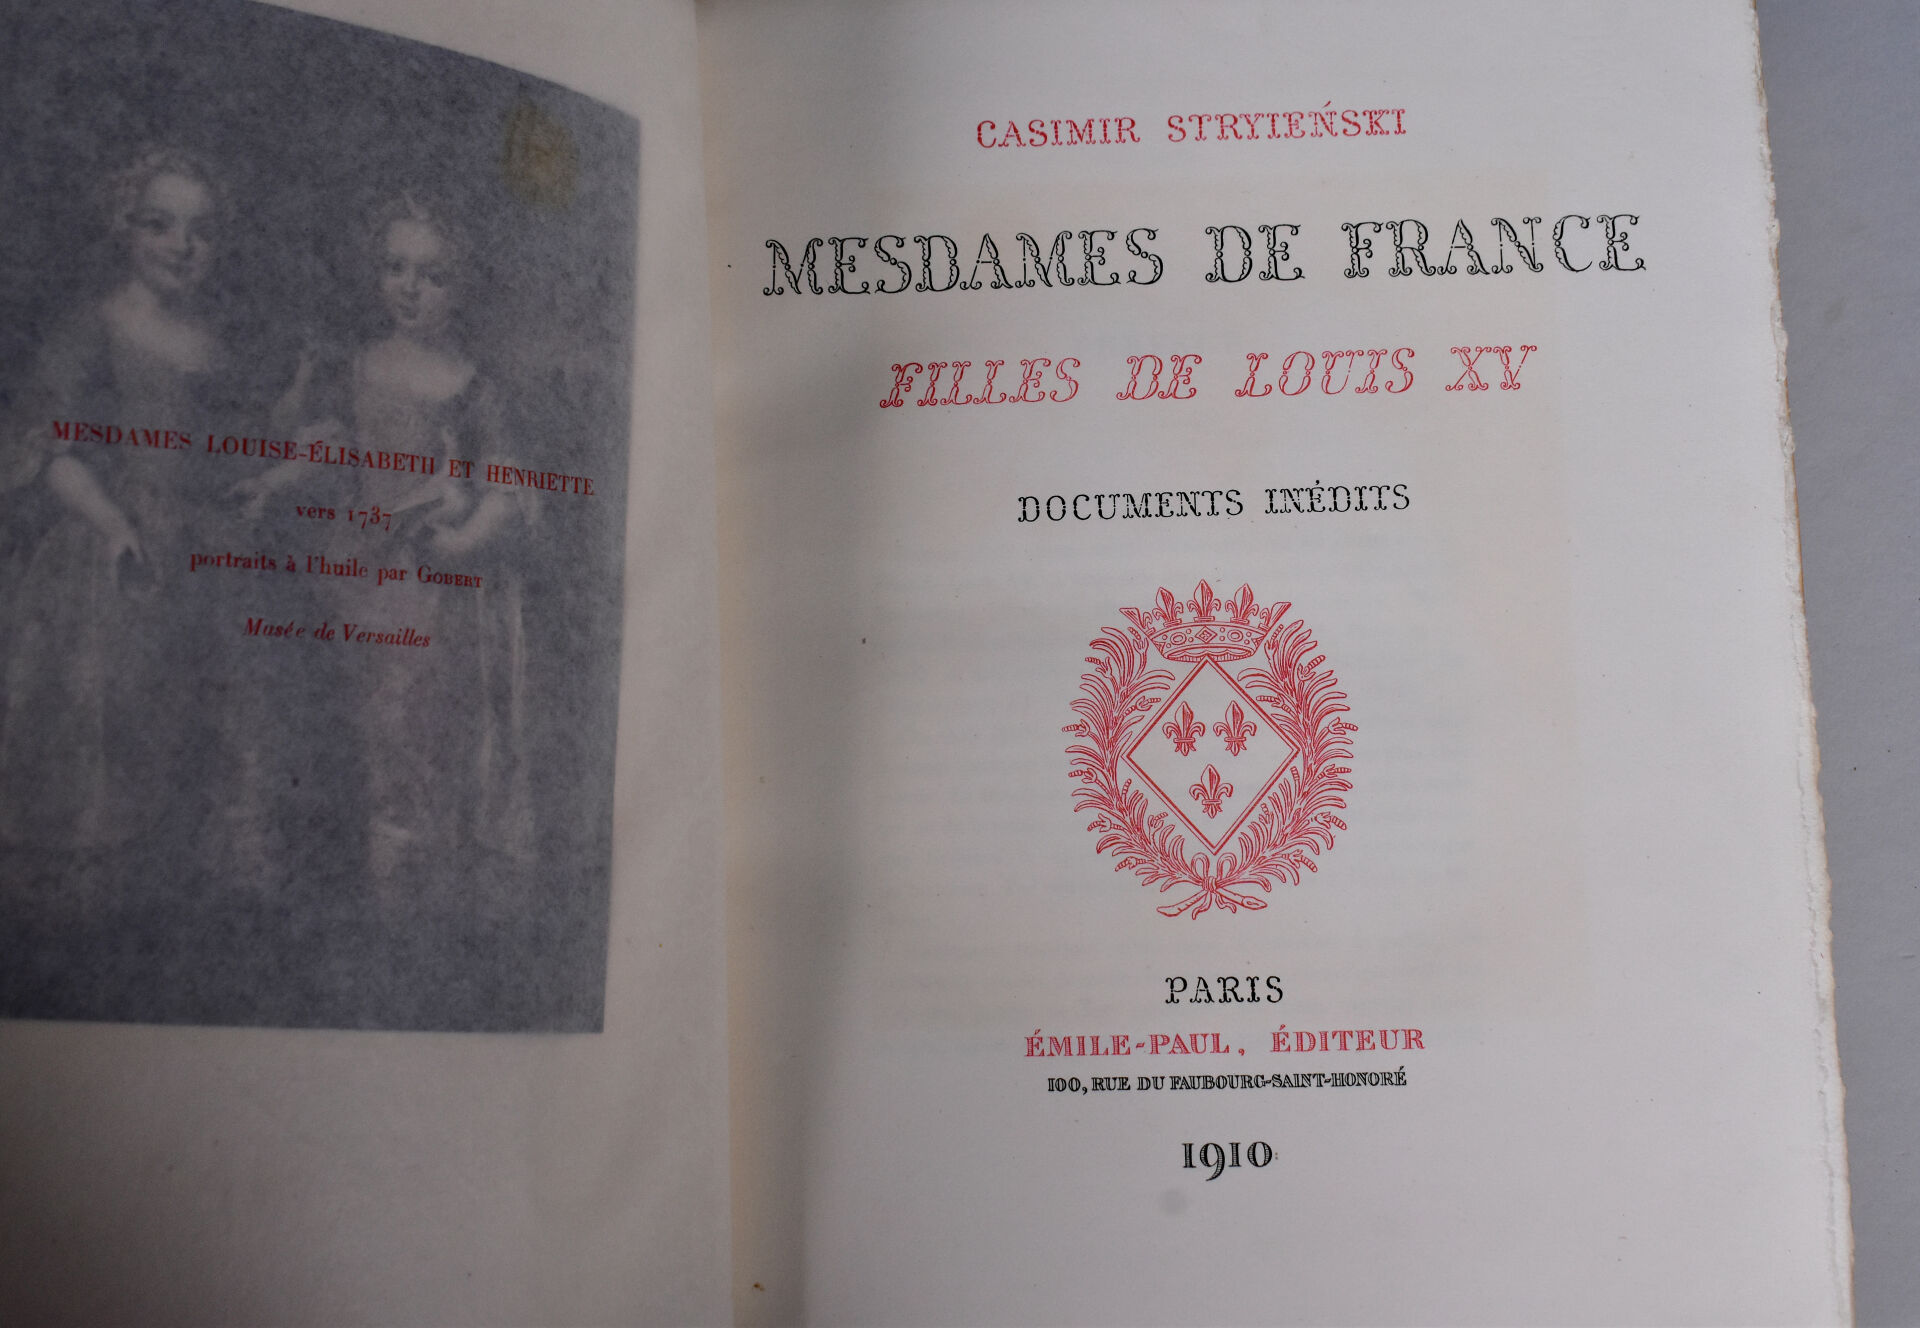 MESDAMES LOUISE-ÉLISABETH ET HENRIETTE
vers 1737
portraits à l'huile par GOBERT
Musée de Versailles
CASIMIR STRYIEŃSKI
MESDAMES DE FRANCE
FILLES DE LOUIS XV
DOCUMENTS INÉDITS
PARIS
ÉMILE-PAUL, ÉDITEUR
100, RUE DU FAUBOURG-SAINT-HONORÉ
1910